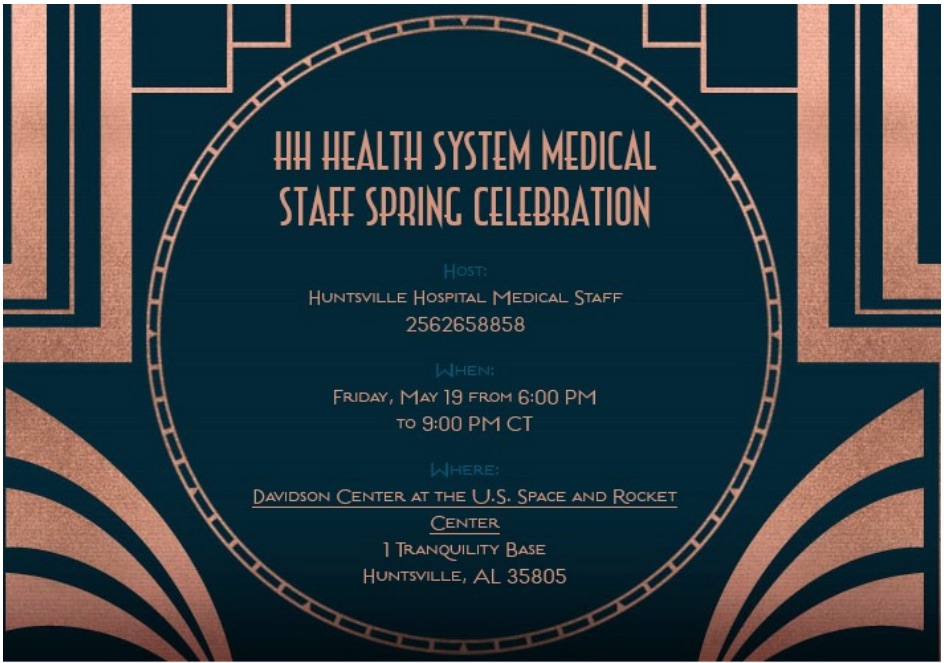 HH HEALTH SYSTEM MEDICAL
STAFF SPRING CELEBRATION
HOST:
HUNTSVILLE HOSPITAL MEDICAL STAFF
2562658858
WHEN:
FRIDAY, MAY 19 FROM 6:00 PM
TO 9:00 PM CT
WHERE:
DAVIDSON CENTER AT THE U.S. SPACE AND ROCKET
CENTER
1 TRANQUILITY BASE
HUNTSVILLE, AL 35805